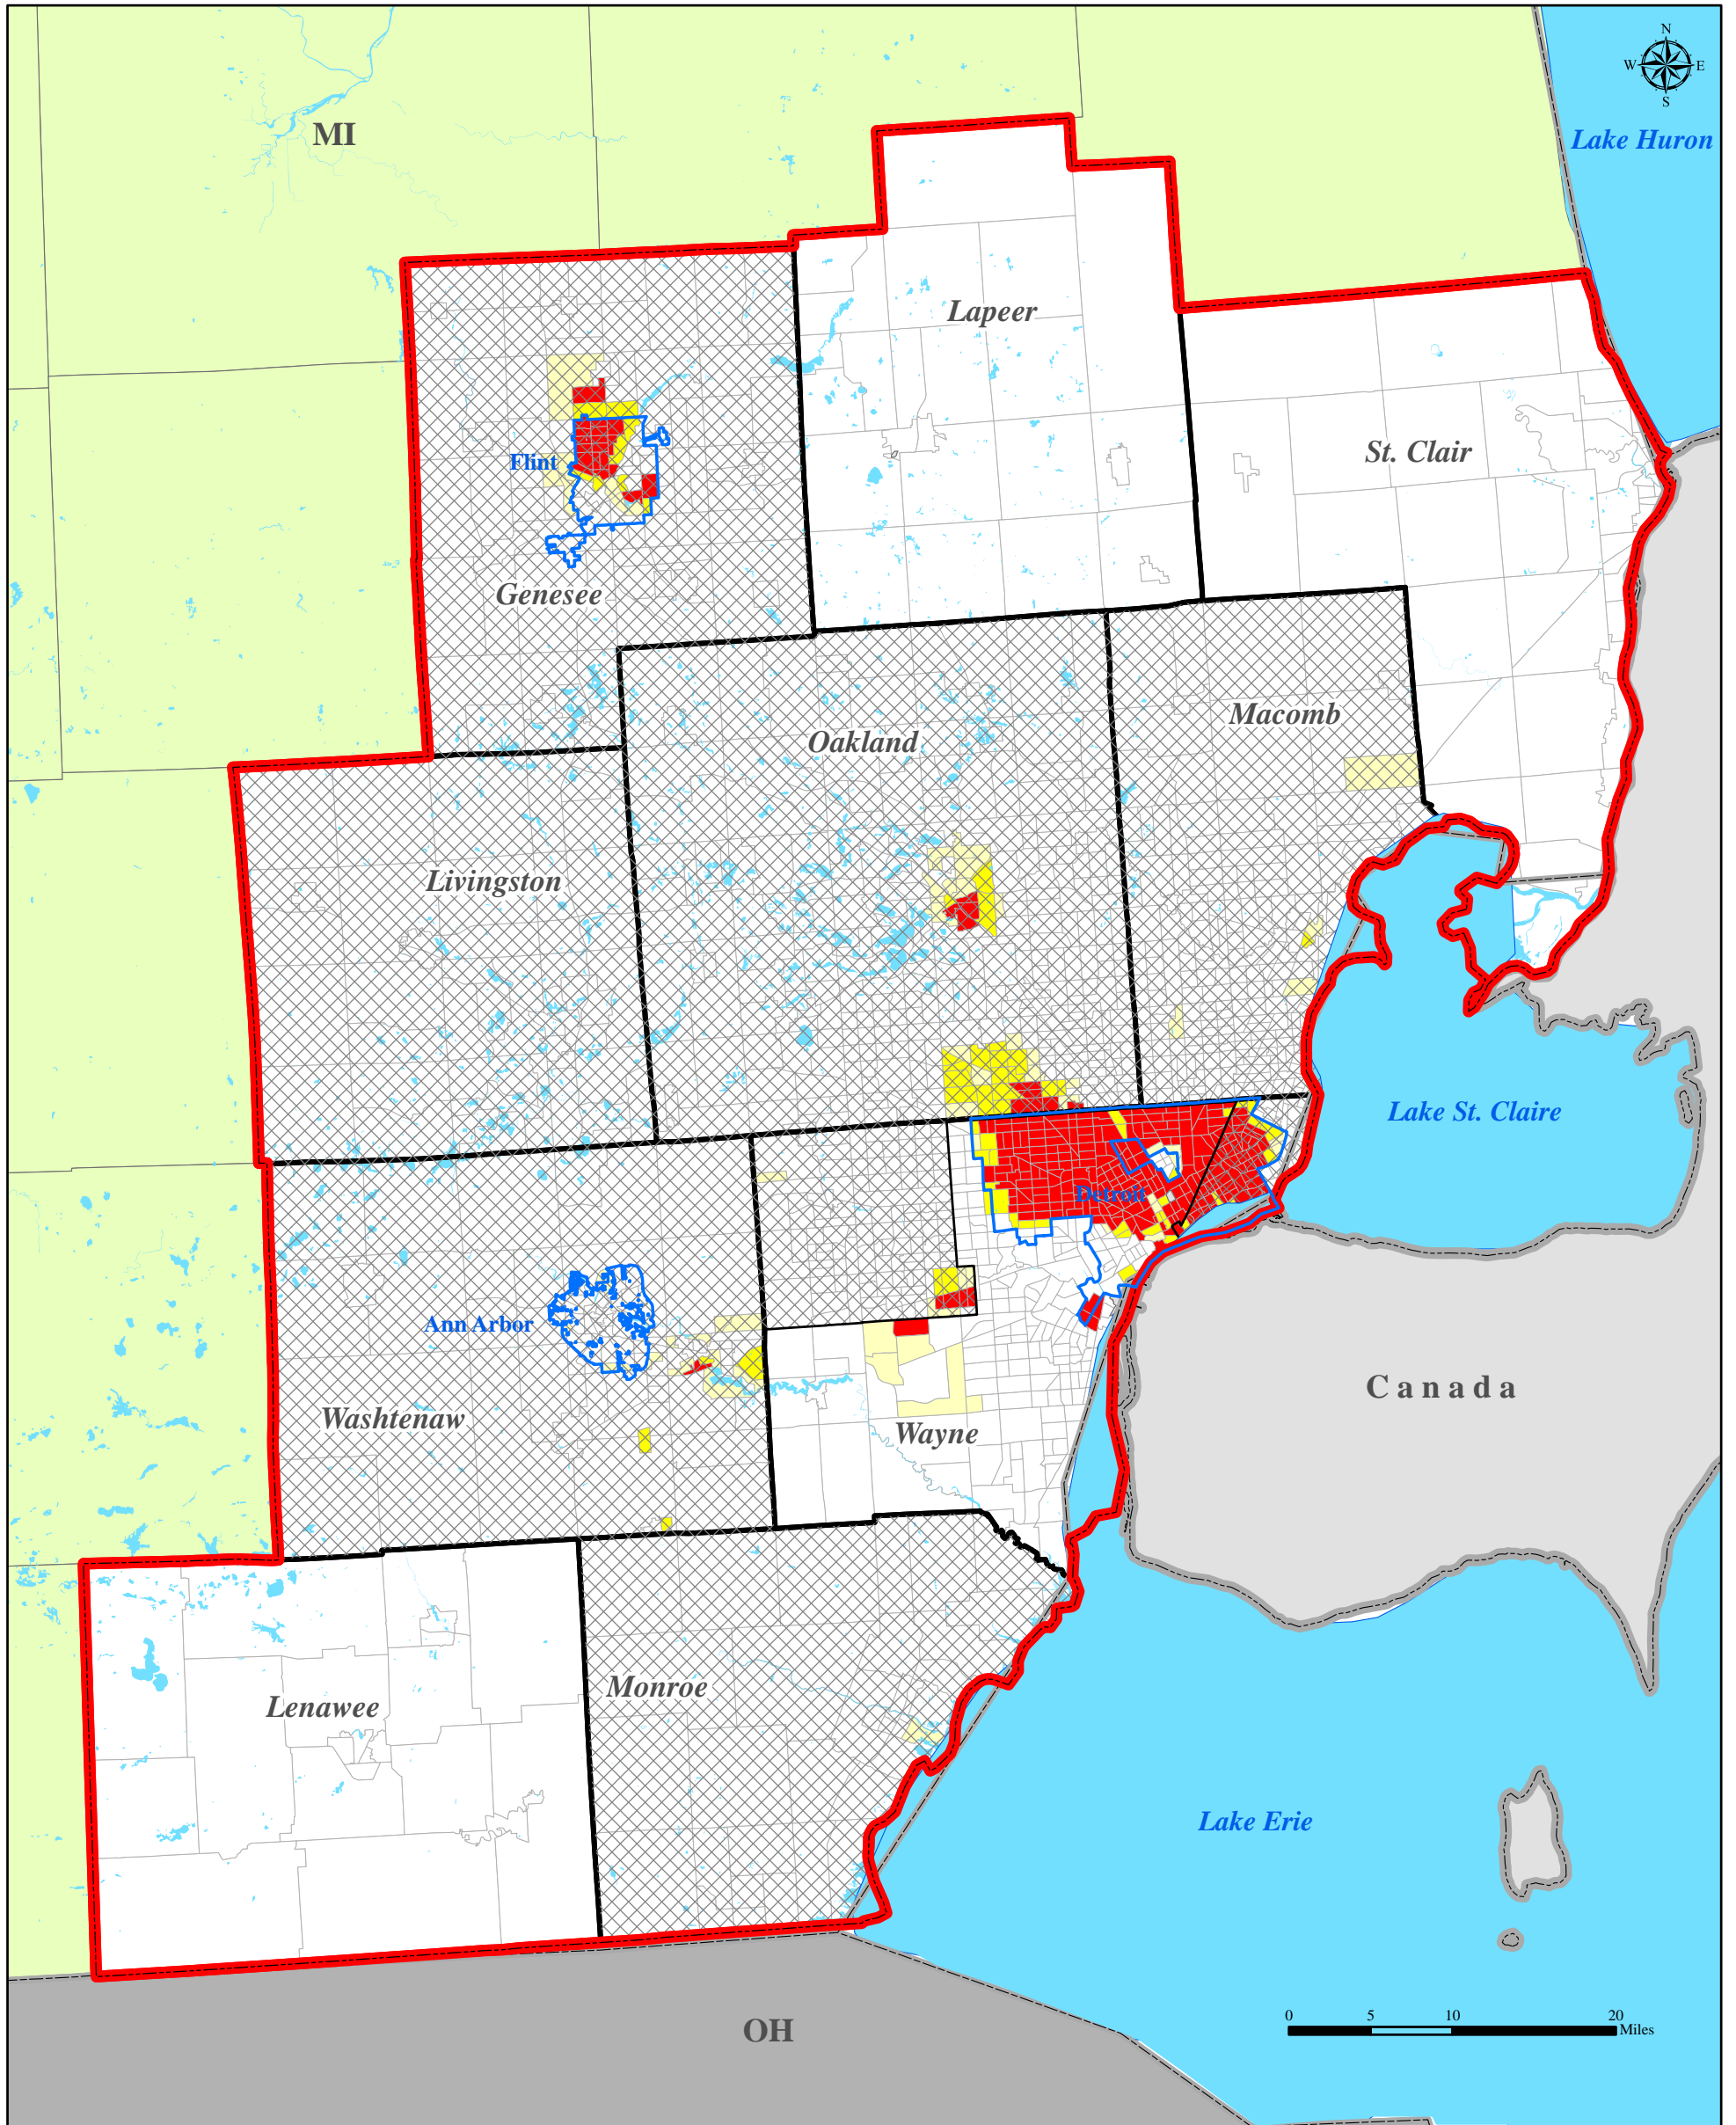 N
W E
S
MI
Lake Huron
Lapeer
St. Clair
Flint
Genesee
Macomb
Oakland
Livingston
Lake St. Claire
Detroit
Ann Arbor
Canada
Washtenaw
Wayne
Monroe
Lenawee
Lake Erie
0 5 10 20
Miles
OH